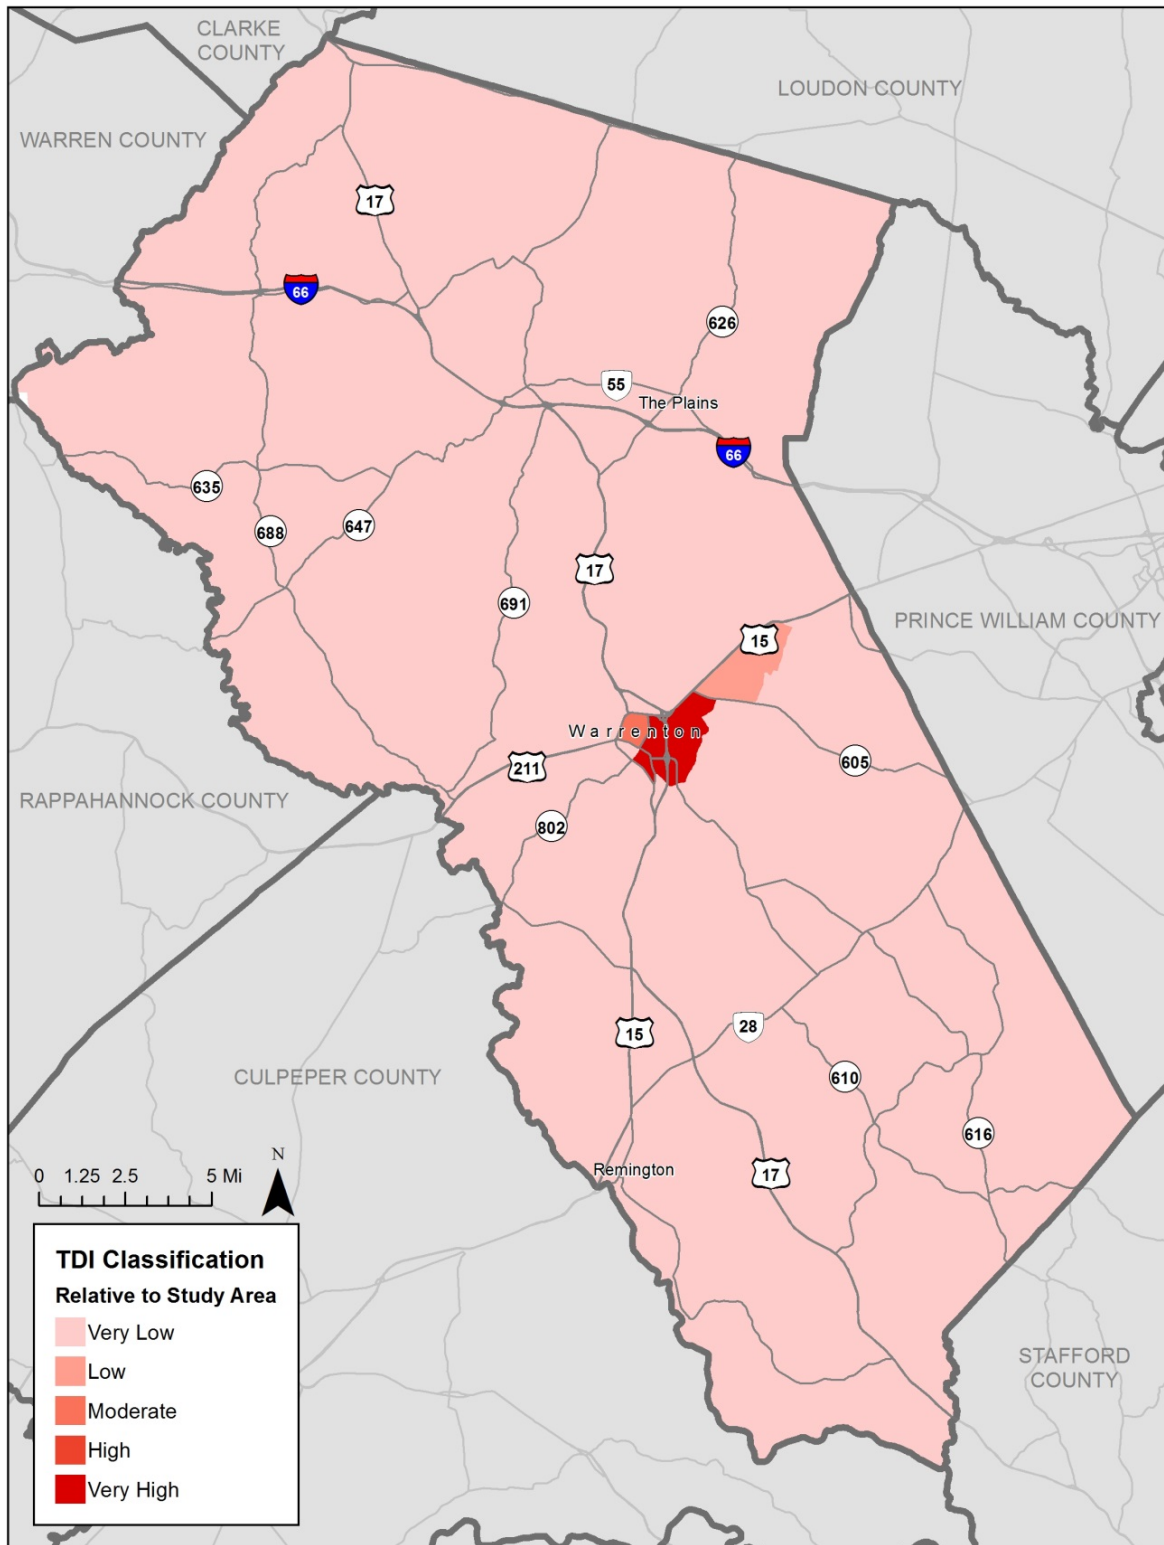 CLARKE
COUNTY
LOUDON COUNTY
WARREN COUNTY
17
66
626
55
The Plains
66
635
688
647
17
691
PRINCE WILLIAM COUNTY
15
Warrenton
211
605
RAPPAHANNOCK COUNTY
802
15
28
CULPEPER COUNTY
610
616
N
0 1.25 2.5 5 Mi
Remington
17
TDI Classification
Relative to Study Area
Very Low
Low
Moderate
High
Very High
STAFFORD
COUNTY